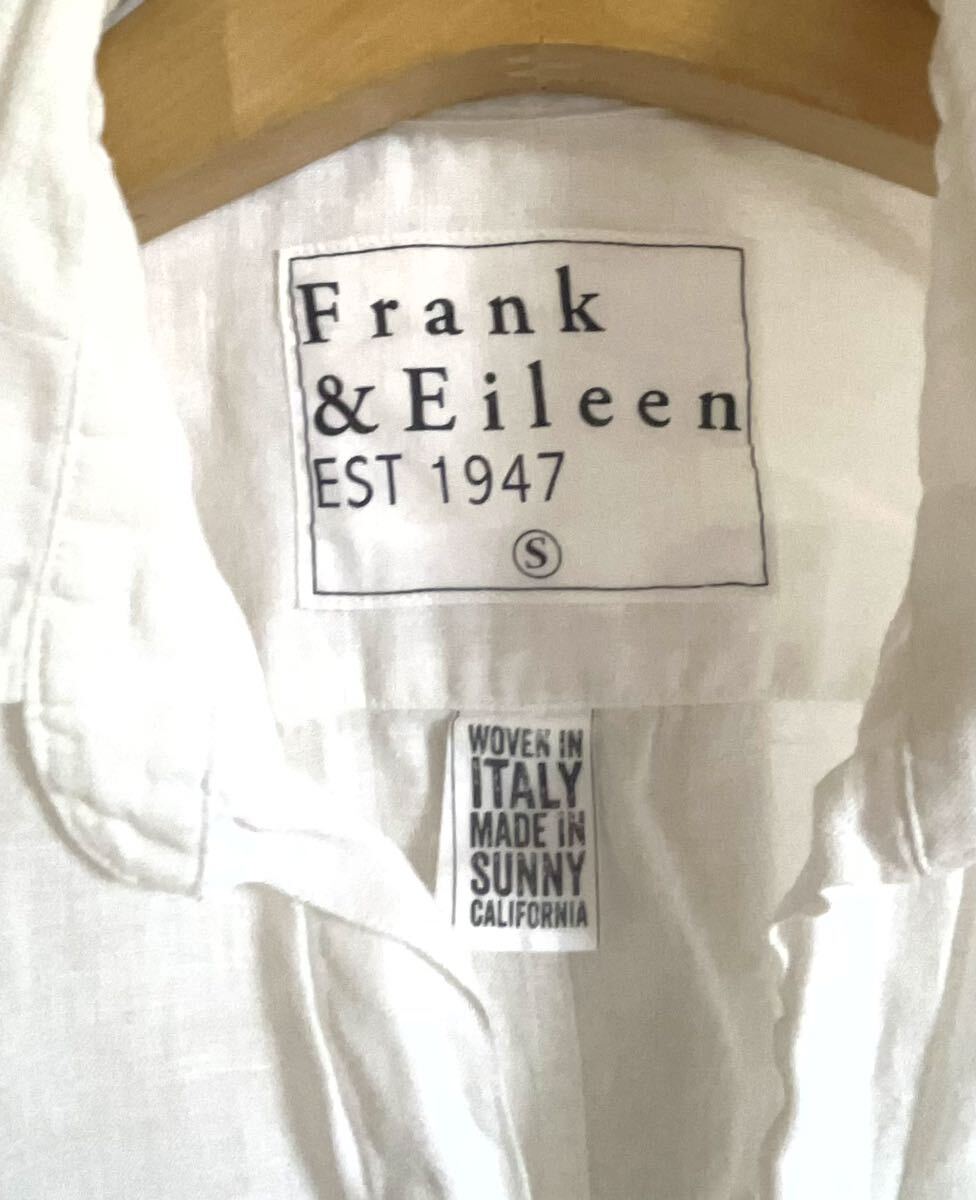 Frank
& Eileen
EST 1947
S
WOVEN IN
ITALY
MADE IN
SUNNY
CALIFORNIA